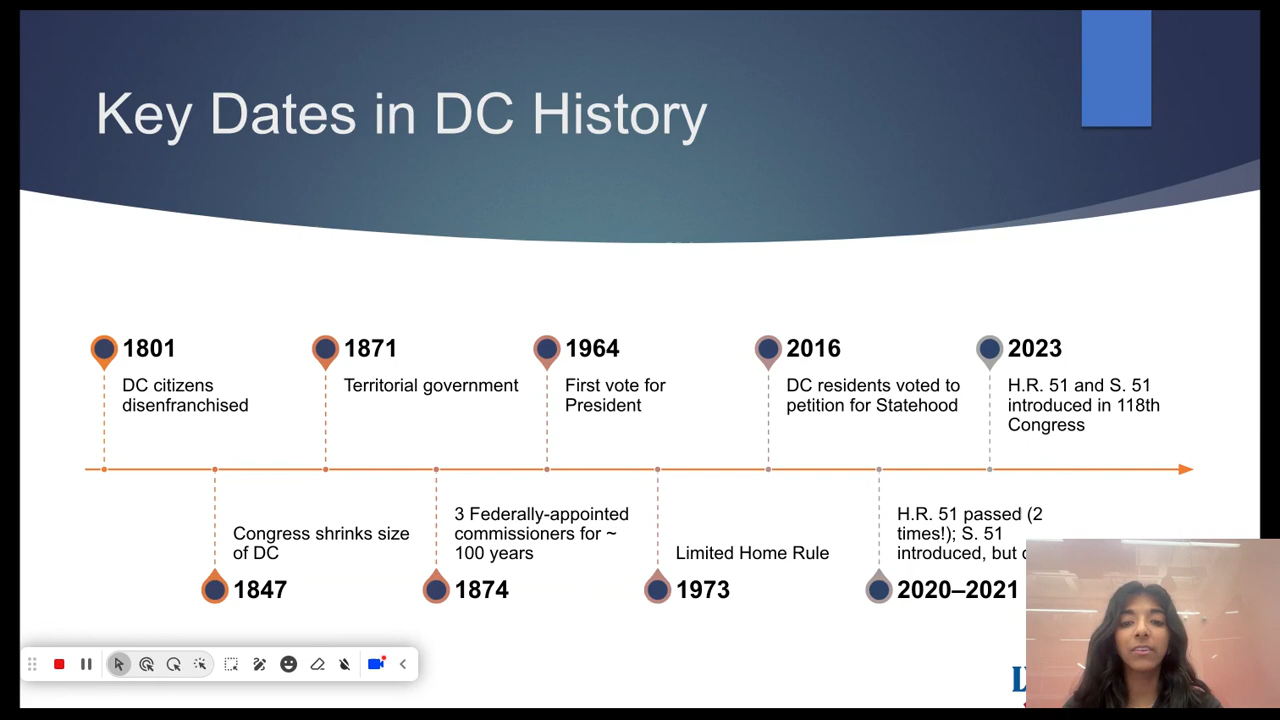 Key Dates in DC History
1801
DC citizens
disenfranchised
1871
Territorial government
1964
First vote for
President
2016
DC residents voted to
petition for Statehood
2023
H.R. 51 and S. 51
introduced in 118th
Congress
Congress shrinks size
of DC
1847
3 Federally-appointed
commissioners for ~
100 years
1874
Limited Home Rule
1973
H.R. 51 passed (2
times!); S. 51
introduced, but
2020–2021